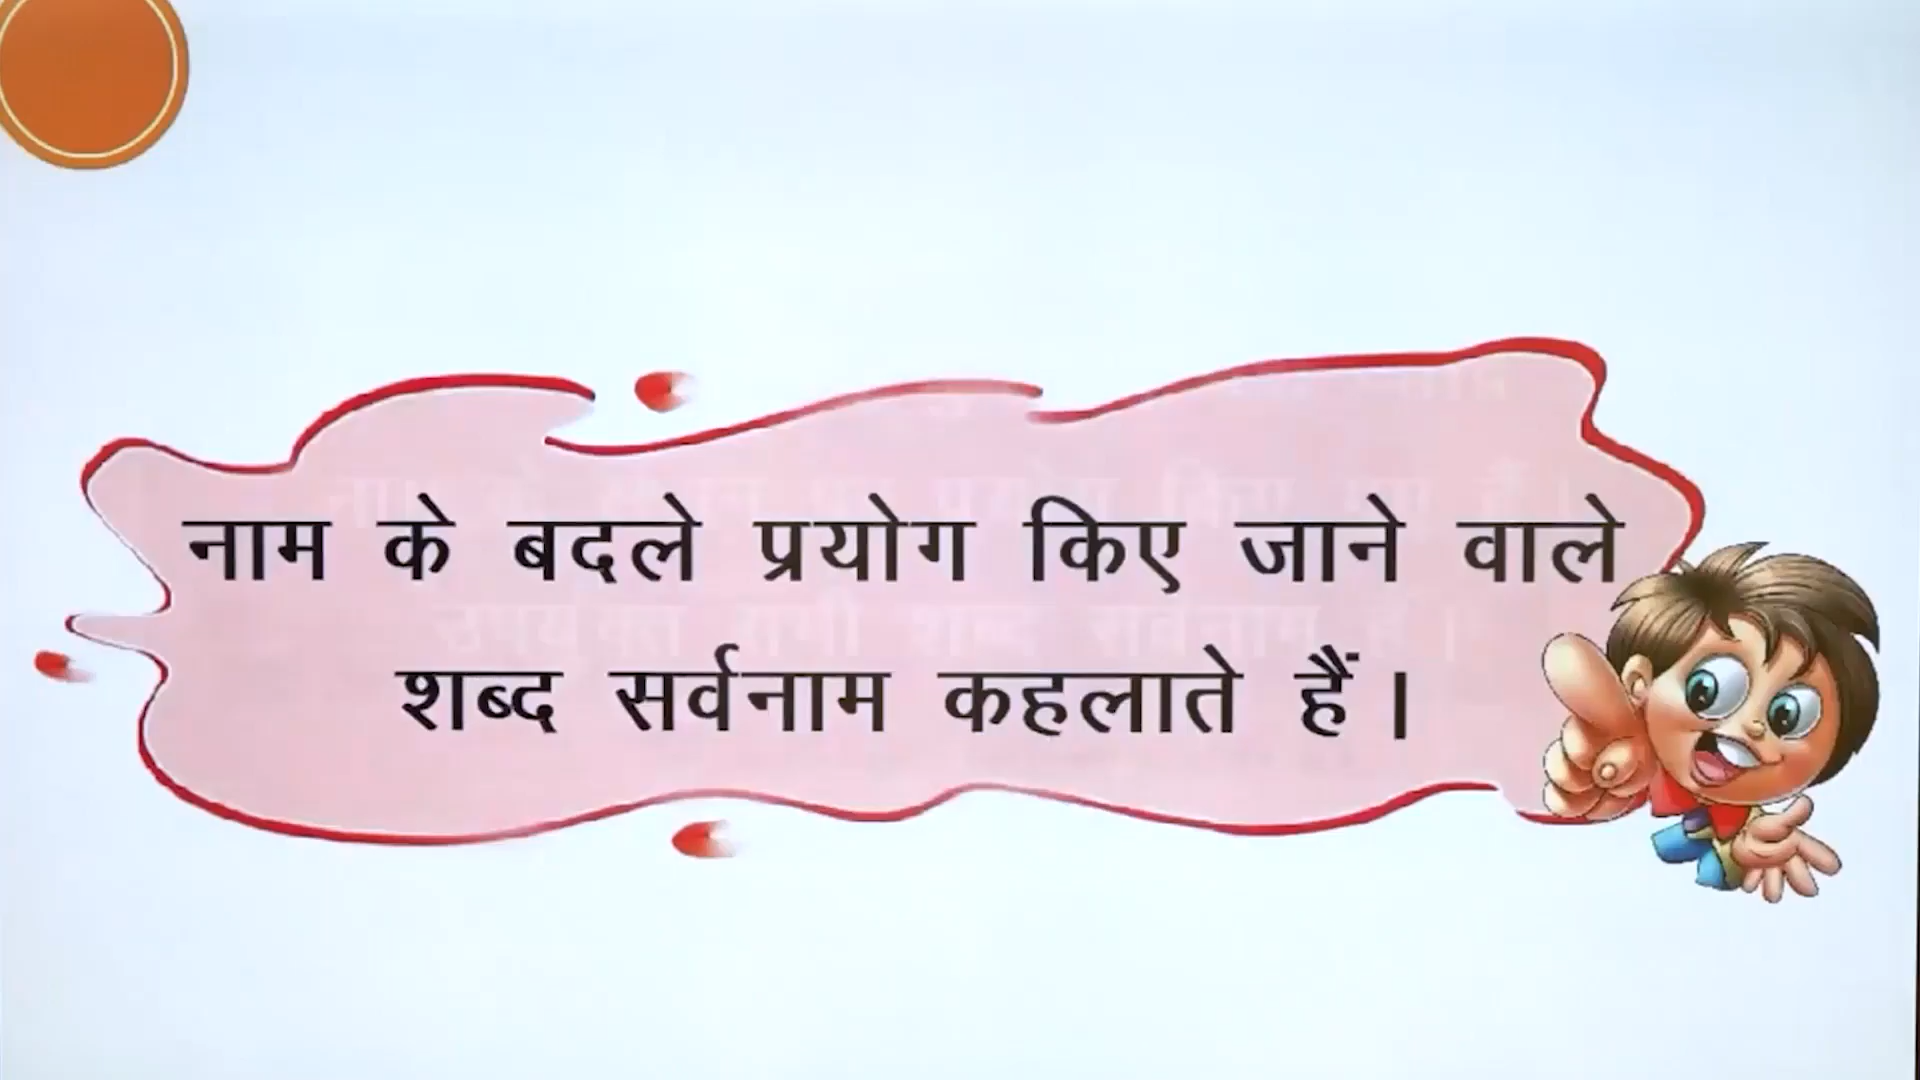 नाम के बदले प्रयोग किए जाने वाले
शब्द सर्वनाम कहलाते हैं।